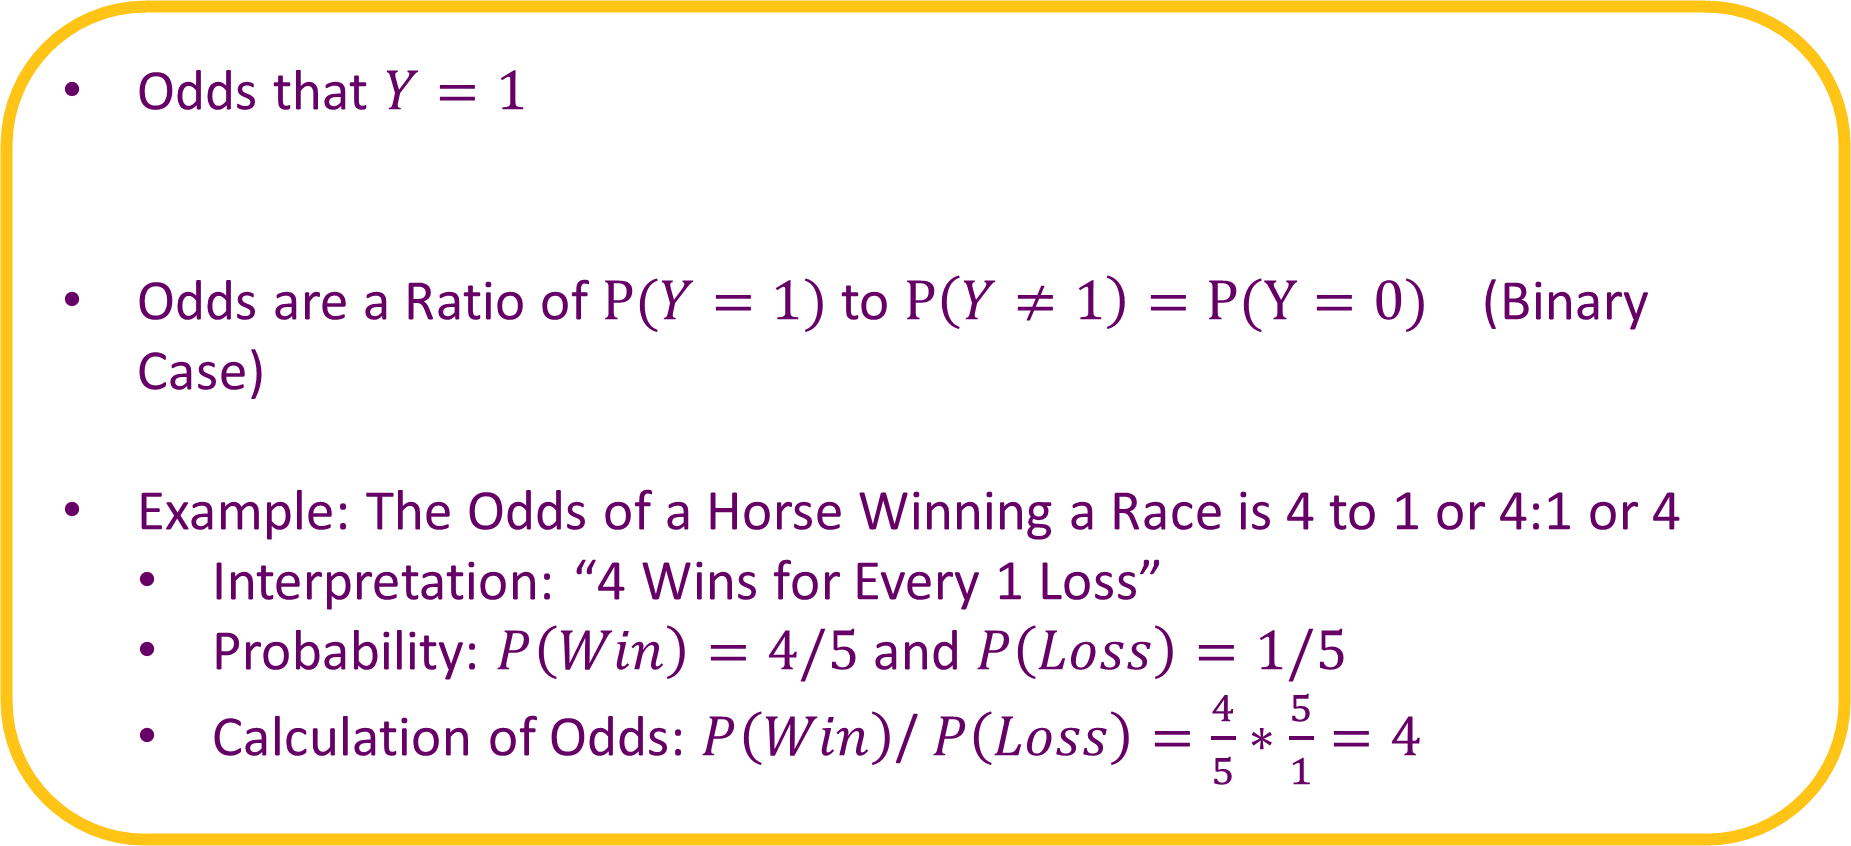 • Odds that Y = 1
• Odds are a Ratio of P(Y = 1) to P(Y ≠ 1) = P(Y = 0) (Binary
Case)
• Example: The Odds of a Horse Winning a Race is 4 to 1 or 4:1 or 4
• Interpretation: “4 Wins for Every 1 Loss”
• Probability: P(Win) = 4/5 and P(Loss) = 1/5
• Calculation of Odds: P(Win)/ P(Loss) = 4/5 * 5/1 = 4